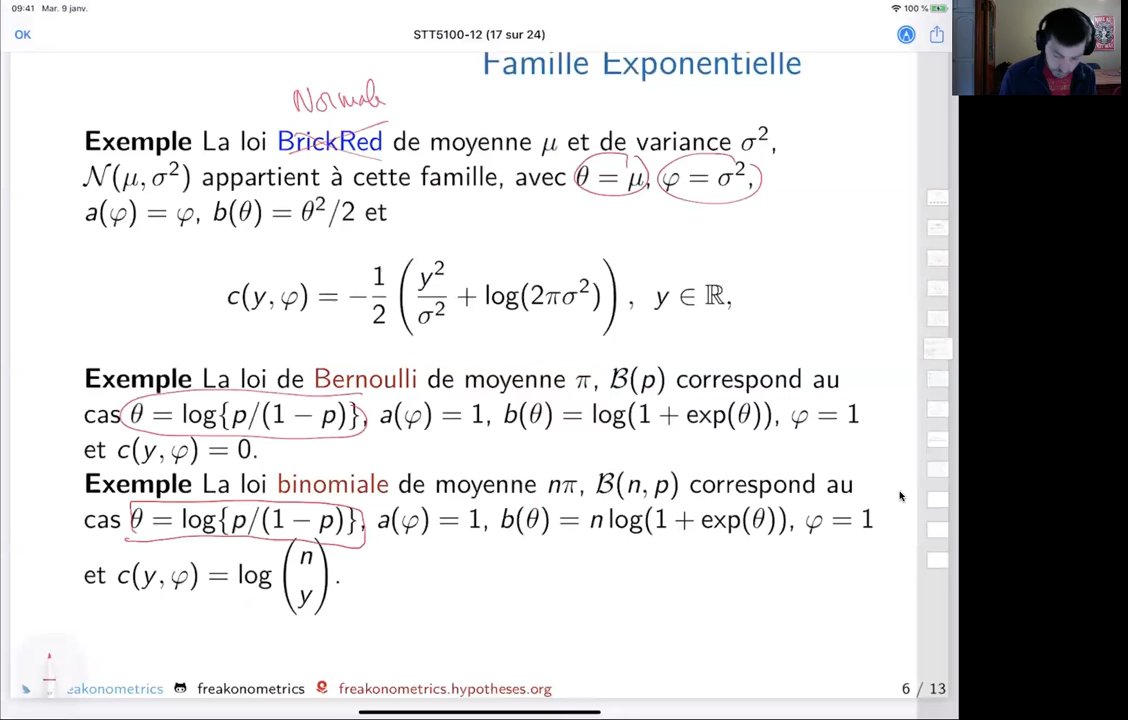 09:41 Mar. 9 janv.
100 %
OK
STT5100-12 (17 sur 24)
Famille Exponentielle
Normale
Exemple La loi BrickRed de moyenne μ et de variance σ²,
𝒩(μ, σ²) appartient à cette famille, avec θ = μ, φ = σ²,
a(φ) = φ, b(θ) = θ²/2 et
c(y, φ) = −1/2 (y²/σ² + log(2πσ²)), y ∈ ℝ,
Exemple La loi de Bernoulli de moyenne π, ℬ(p) correspond au
cas θ = log{p/(1 − p)}, a(φ) = 1, b(θ) = log(1 + exp(θ)), φ = 1
et c(y, φ) = 0.
Exemple La loi binomiale de moyenne nπ, ℬ(n, p) correspond au
cas θ = log{p/(1 − p)}, a(φ) = 1, b(θ) = n log(1 + exp(θ)), φ = 1
et c(y, φ) = log (n y).
eakonometrics freakonometrics freakonometrics.hypotheses.org 6 / 13